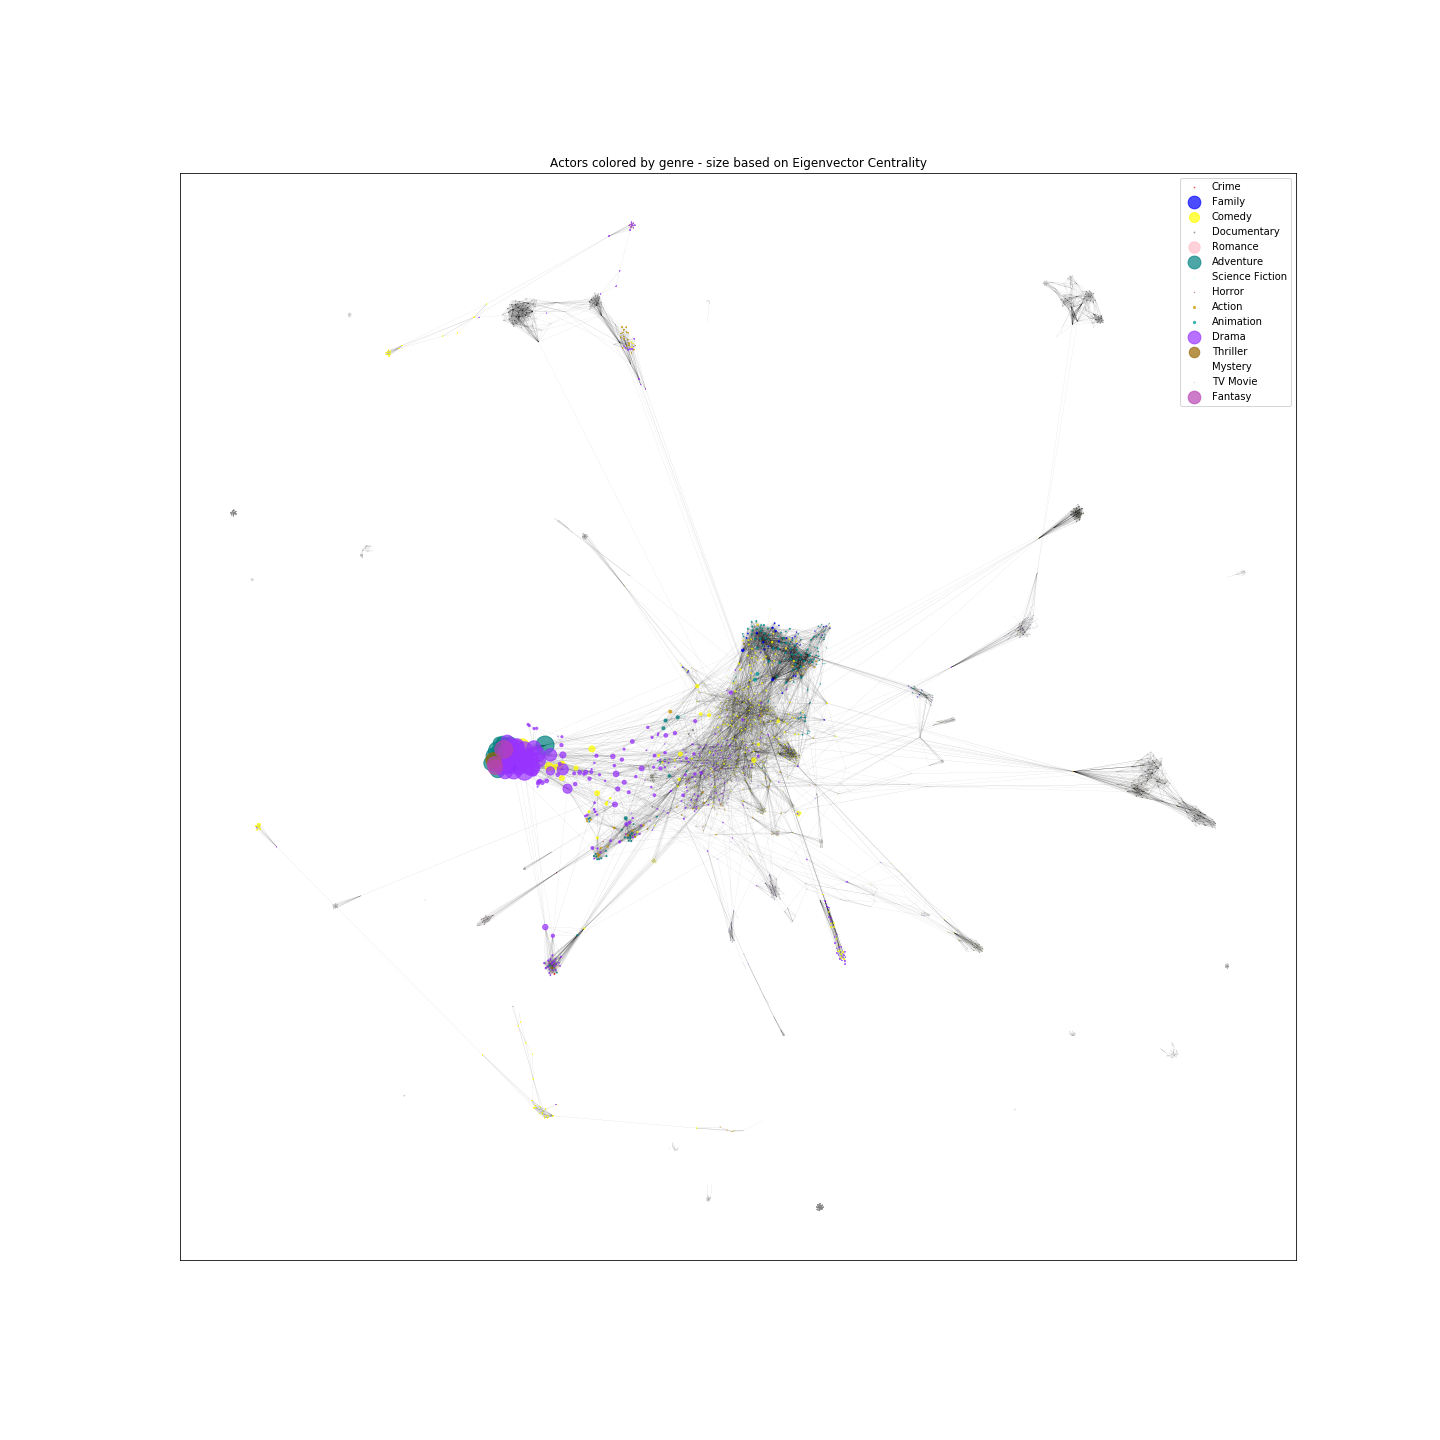 Actors colored by genre - size based on Eigenvector Centrality
Crime
Family
Comedy
Documentary
Romance
Adventure
Science Fiction
Horror
Action
Animation
Drama
Thriller
Mystery
TV Movie
Fantasy